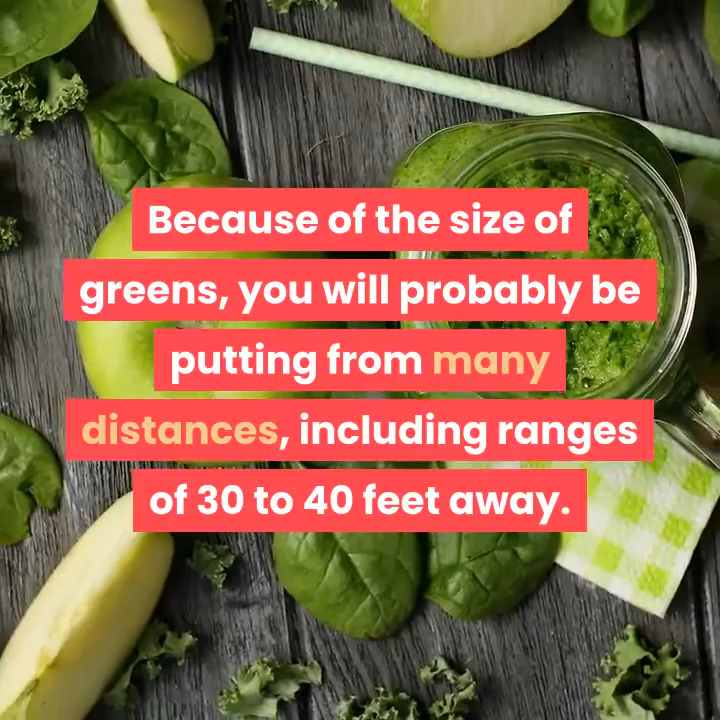 Because of the size of
greens, you will probably be
putting from many
distances, including ranges
of 30 to 40 feet away.